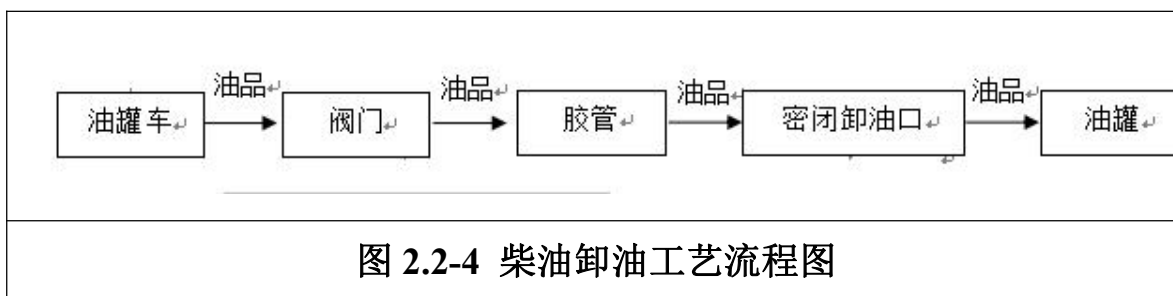 油品 油品 油品 油品
油罐车 阀门 胶管 密闭卸油口 油罐
图 2.2-4 柴油卸油工艺流程图